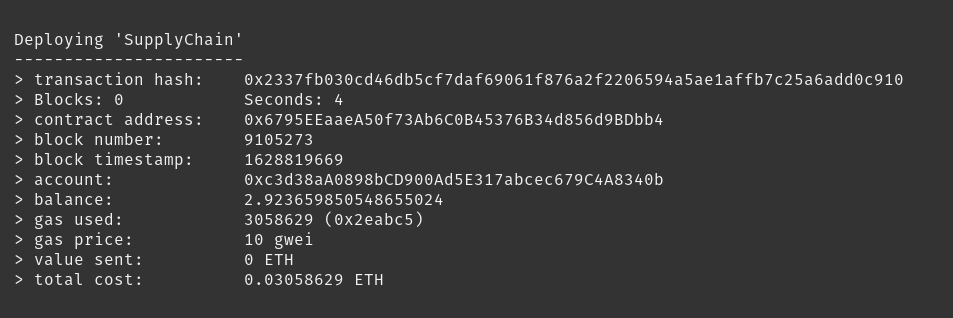 Deploying 'SupplyChain'
-----------------------
> transaction hash:    0x2337fb030cd46db5cf7daf69061f876a2f2206594a5ae1affb7c25a6add0c910
> Blocks: 0            Seconds: 4
> contract address:    0x6795EEaaeA50f73Ab6C0B45376B34d856d9BDbb4
> block number:        9105273
> block timestamp:     1628819669
> account:             0xc3d38aA0898bCD900Ad5E317abcec679C4A8340b
> balance:             2.923659850548655024
> gas used:            3058629 (0x2eabc5)
> gas price:           10 gwei
> value sent:          0 ETH
> total cost:          0.03058629 ETH